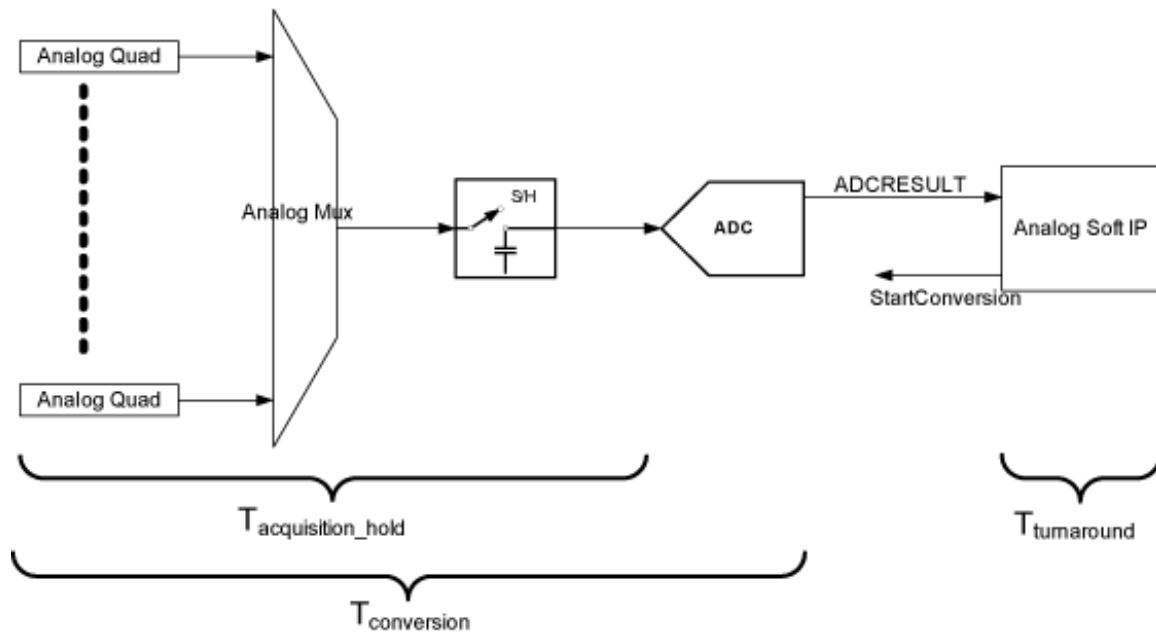 Analog Quad
Analog Mux
S/H
ADC
ADCRESULT
Analog Soft IP
StartConversion
Analog Quad
Tacquisition_hold
Tturnaround
Tconversion